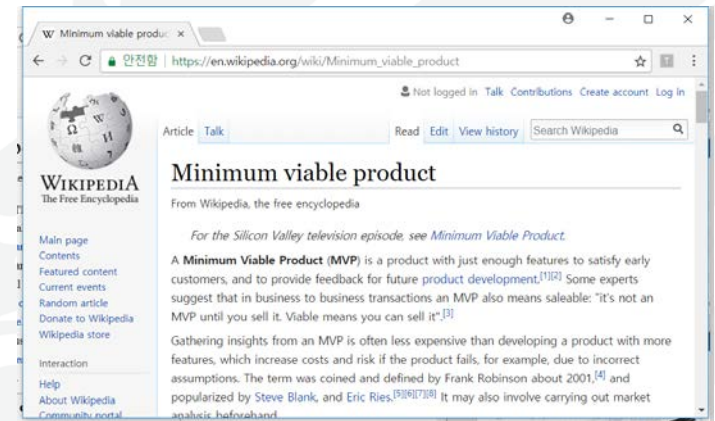 Minimum viable produc
안전함 | https://en.wikipedia.org/wiki/Minimum_viable_product
Not logged in Talk Contributions Create account Log in
Article Talk Read Edit View history Search Wikipedia
WIKIPEDIA
The Free Encyclopedia
Main page
Contents
Featured content
Current events
Random article
Donate to Wikipedia
Wikipedia store
Interaction
Help
About Wikipedia
Community portal
Minimum viable product
From Wikipedia, the free encyclopedia
For the Silicon Valley television episode, see Minimum Viable Product.
A Minimum Viable Product (MVP) is a product with just enough features to satisfy early
customers, and to provide feedback for future product development.[1][2] Some experts
suggest that in business to business transactions an MVP also means saleable: "it's not an
MVP until you sell it. Viable means you can sell it".[3]
Gathering insights from an MVP is often less expensive than developing a product with more
features, which increase costs and risk if the product fails, for example, due to incorrect
assumptions. The term was coined and defined by Frank Robinson about 2001,[4] and
popularized by Steve Blank, and Eric Ries.[5][6][7][8] It may also involve carrying out market
analysis beforehand